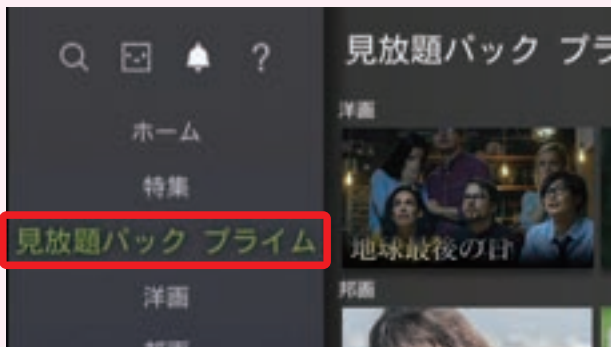 ?
見放題パック プラ
ホーム
洋画
特集
地球最後の日
見放題パック プライム
邦画
洋画